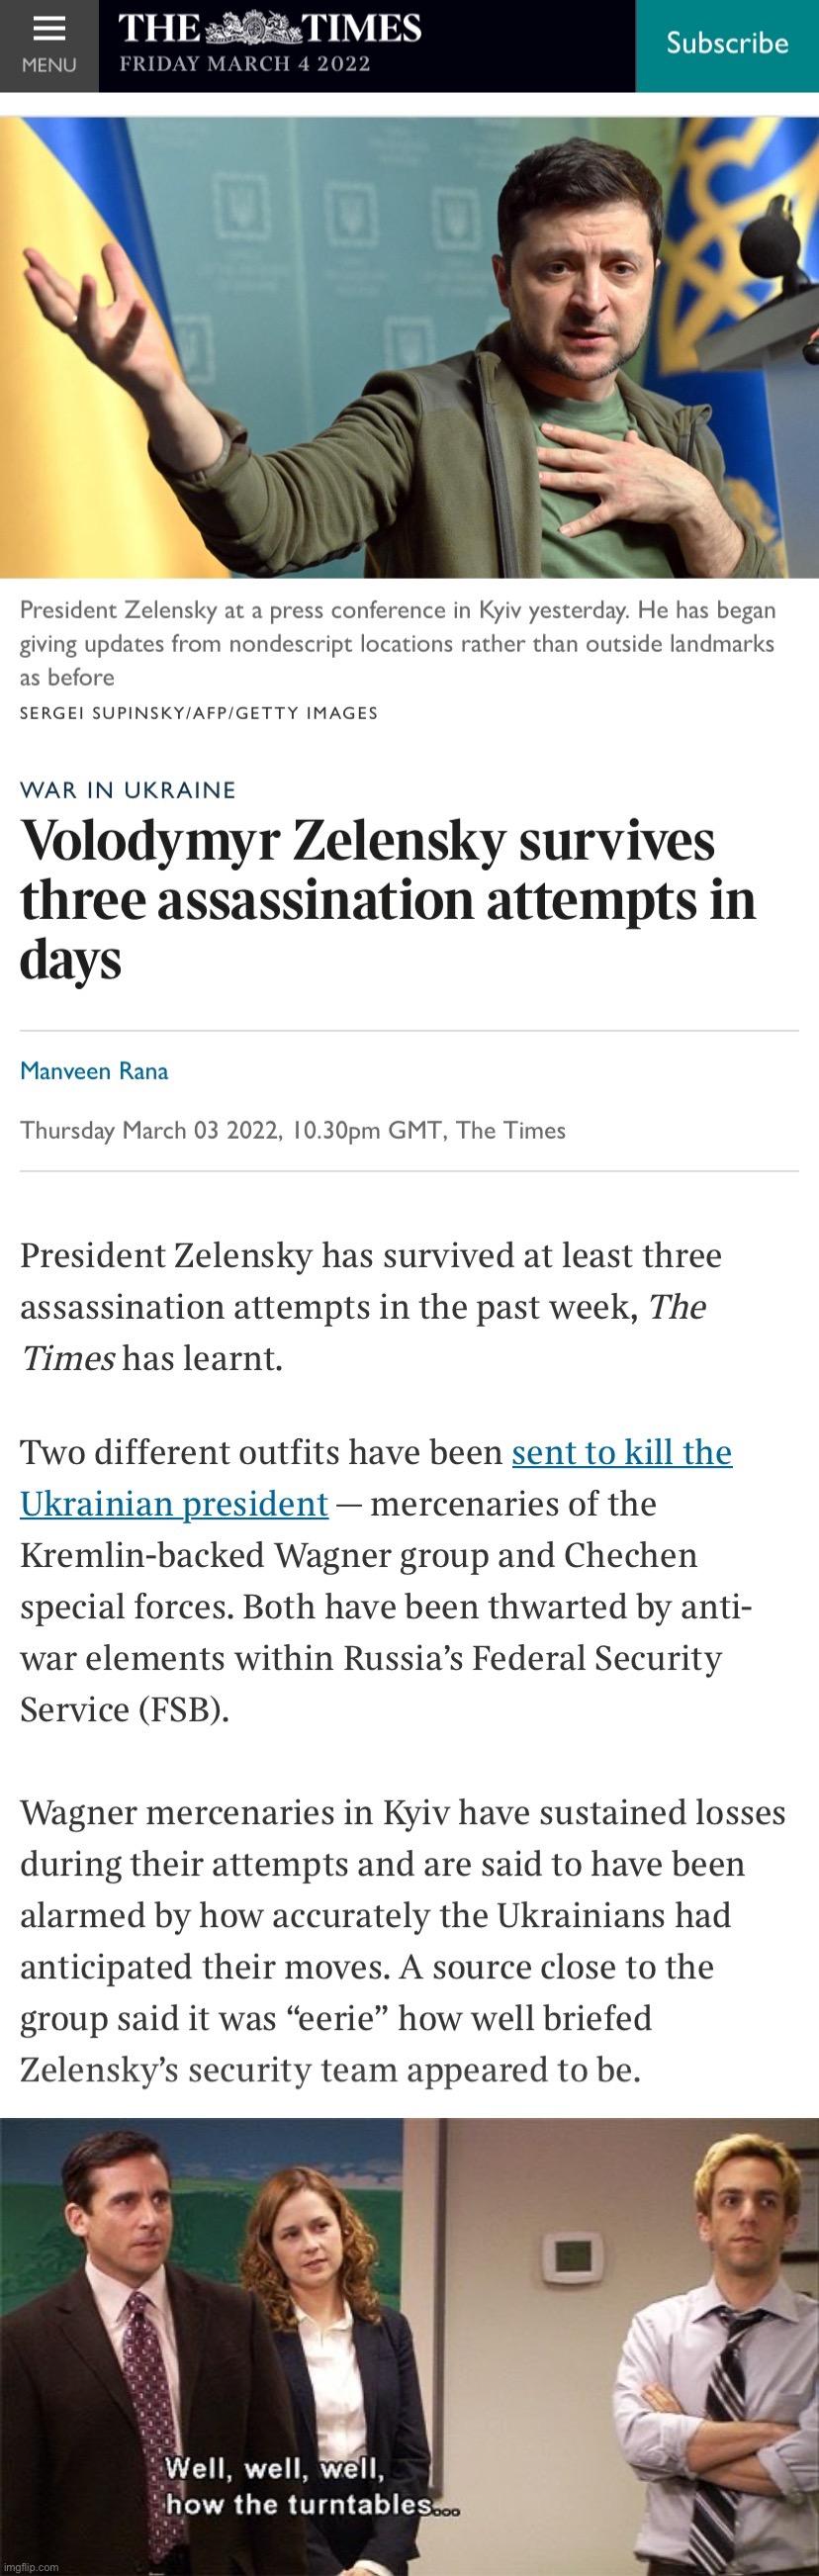 THE TIMES
MENU
FRIDAY MARCH 4 2022
Subscribe
President Zelensky at a press conference in Kyiv yesterday. He has began
giving updates from nondescript locations rather than outside landmarks
as before
SERGEI SUPINSKY/AFP/GETTY IMAGES
WAR IN UKRAINE
Volodymyr Zelensky survives
three assassination attempts in
days
Manveen Rana
Thursday March 03 2022, 10.30pm GMT, The Times
President Zelensky has survived at least three
assassination attempts in the past week, The
Times has learnt.
Two different outfits have been sent to kill the
Ukrainian president — mercenaries of the
Kremlin-backed Wagner group and Chechen
special forces. Both have been thwarted by anti-
war elements within Russia’s Federal Security
Service (FSB).
Wagner mercenaries in Kyiv have sustained losses
during their attempts and are said to have been
alarmed by how accurately the Ukrainians had
anticipated their moves. A source close to the
group said it was “eerie” how well briefed
Zelensky’s security team appeared to be.
Well, well, well,
how the turntables...
imgflip.com